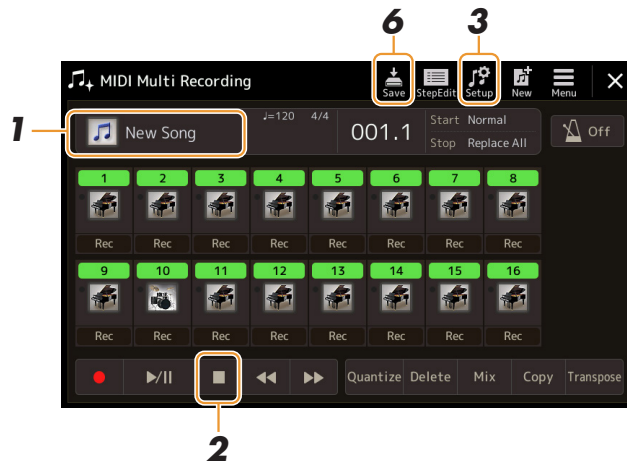 6 3
MIDI Multi Recording Save StepEdit Setup New Menu
1
New Song ♩=120 4/4 001.1 Start Normal Off
Stop Replace All
1 2 3 4 5 6 7 8
Rec Rec Rec Rec Rec Rec Rec Rec
9 10 11 12 13 14 15 16
Rec Rec Rec Rec Rec Rec Rec Rec
Quantize Delete Mix Copy Transpose
2